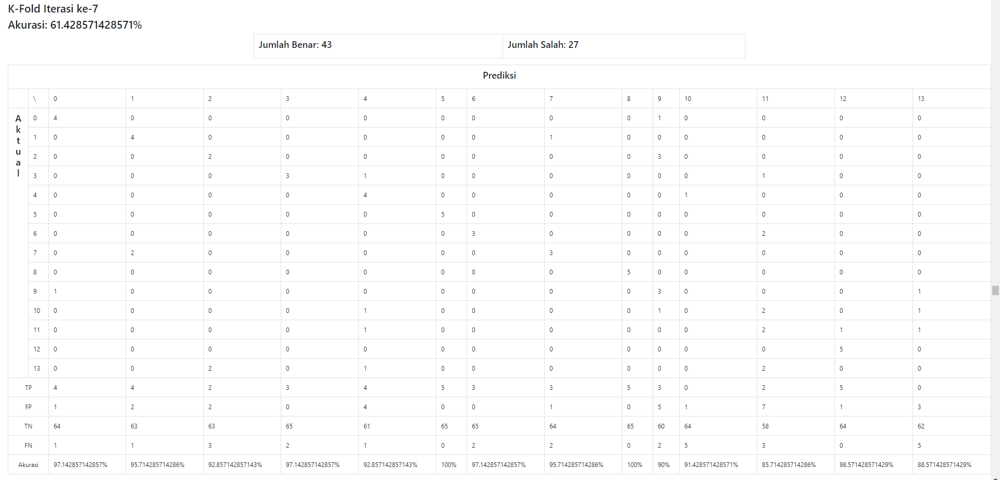 K-Fold Iterasi ke-7
Akurasi: 61.428571428571%
Jumlah Benar: 43 Jumlah Salah: 27
Prediksi
\ 0 1 2 3 4 5 6 7 8 9 10 11 12 13
Aktual
0 4 0 0 0 0 0 0 0 0 1 0 0 0 0
1 0 4 0 0 0 0 0 1 0 0 0 0 0 0
2 0 0 2 0 0 0 0 0 0 3 0 0 0 0
3 0 0 0 3 1 0 0 0 0 0 0 1 0 0
4 0 0 0 0 4 0 0 0 0 0 1 0 0 0
5 0 0 0 0 0 5 0 0 0 0 0 0 0 0
6 0 0 0 0 0 0 3 0 0 0 0 2 0 0
7 0 2 0 0 0 0 0 3 0 0 0 0 0 0
8 0 0 0 0 0 0 0 0 5 0 0 0 0 0
9 1 0 0 0 0 0 0 0 0 3 0 0 0 1
10 0 0 0 0 1 0 0 0 0 1 0 2 0 1
11 0 0 0 0 1 0 0 0 0 0 0 2 1 1
12 0 0 0 0 0 0 0 0 0 0 0 0 5 0
13 0 0 2 0 1 0 0 0 0 0 0 2 0 0
TP 4 4 2 3 4 5 3 3 5 3 0 2 5 0
FP 1 2 2 0 4 0 0 1 0 5 1 7 1 3
TN 64 63 63 65 61 65 65 64 65 60 64 58 64 62
FN 1 1 3 2 1 0 2 2 0 2 5 3 0 5
Akurasi 97.142857142857% 95.714285714286% 92.857142857143% 97.142857142857% 92.857142857143% 100% 97.142857142857% 95.714285714286% 100% 90% 91.428571428571% 85.714285714286% 98.571428571429% 88.571428571429%